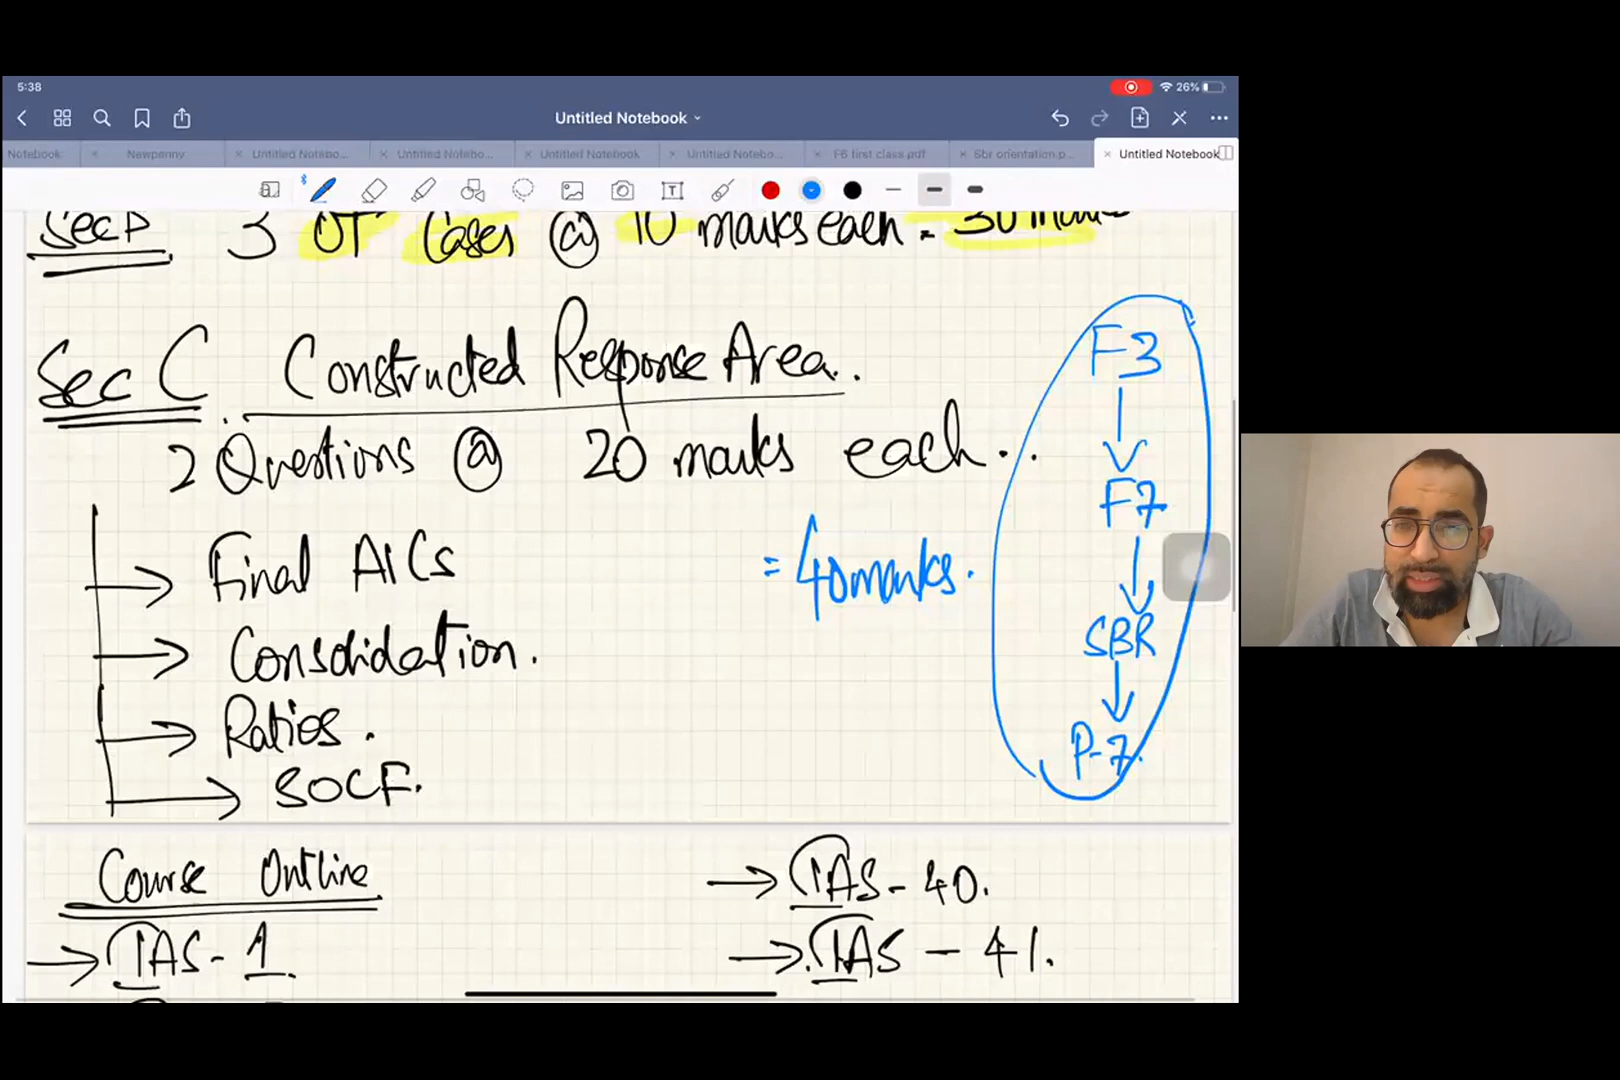 5:38
26%
Untitled Notebook
Notebook
Newpenny
Untitled Notebo...
Untitled Notebo...
Untitled Notebook
Untitled Notebo...
F6 first class.pdf
Sbr orientation.p...
Untitled Notebook
3 OT Cases @ 10 marks each = 30 marks
Sec C Constructed Response Area.
2 Questions @ 20 marks each..
= 40 marks.
→ Final A/Cs
→ Consolidation.
→ Ratios.
→ SOCF.
F3
F7
SBR
P-7.
Course Outline
→ IAS - 1.
→ IAS - 40.
→ IAS - 41.